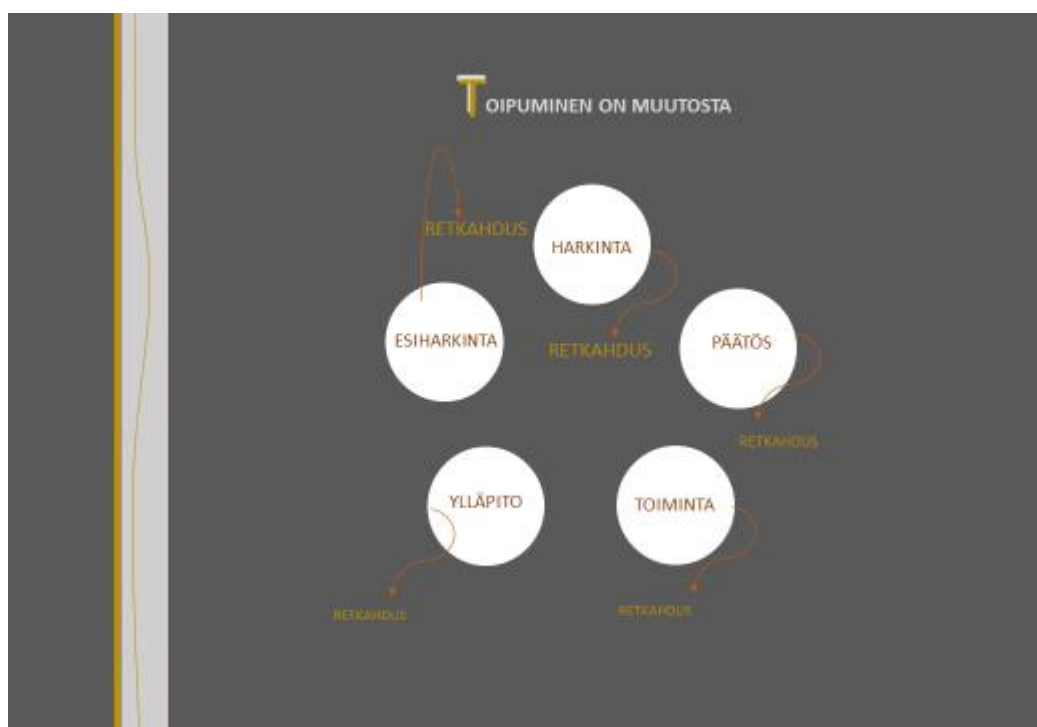 TOIPUMINEN ON MUUTOSTA
RETKAHDUS
HARKINTA
ESIHARKINTA
RETKAHDUS
PÄÄTÖS
RETKAHDUS
YLLÄPITO
TOIMINTA
RETKAHDUS
RETKAHDUS